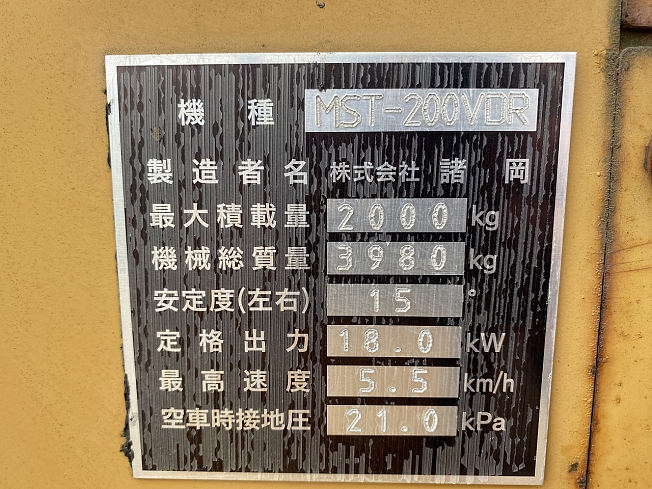 機種 MST-200VDR
製造者名 株式会社 諸岡
最大積載量 2000 kg
機械総質量 3980 kg
安定度(左右) 15 °
定格出力 18.0 kW
最高速度 5.5 km/h
空車時接地圧 21.0 kPa